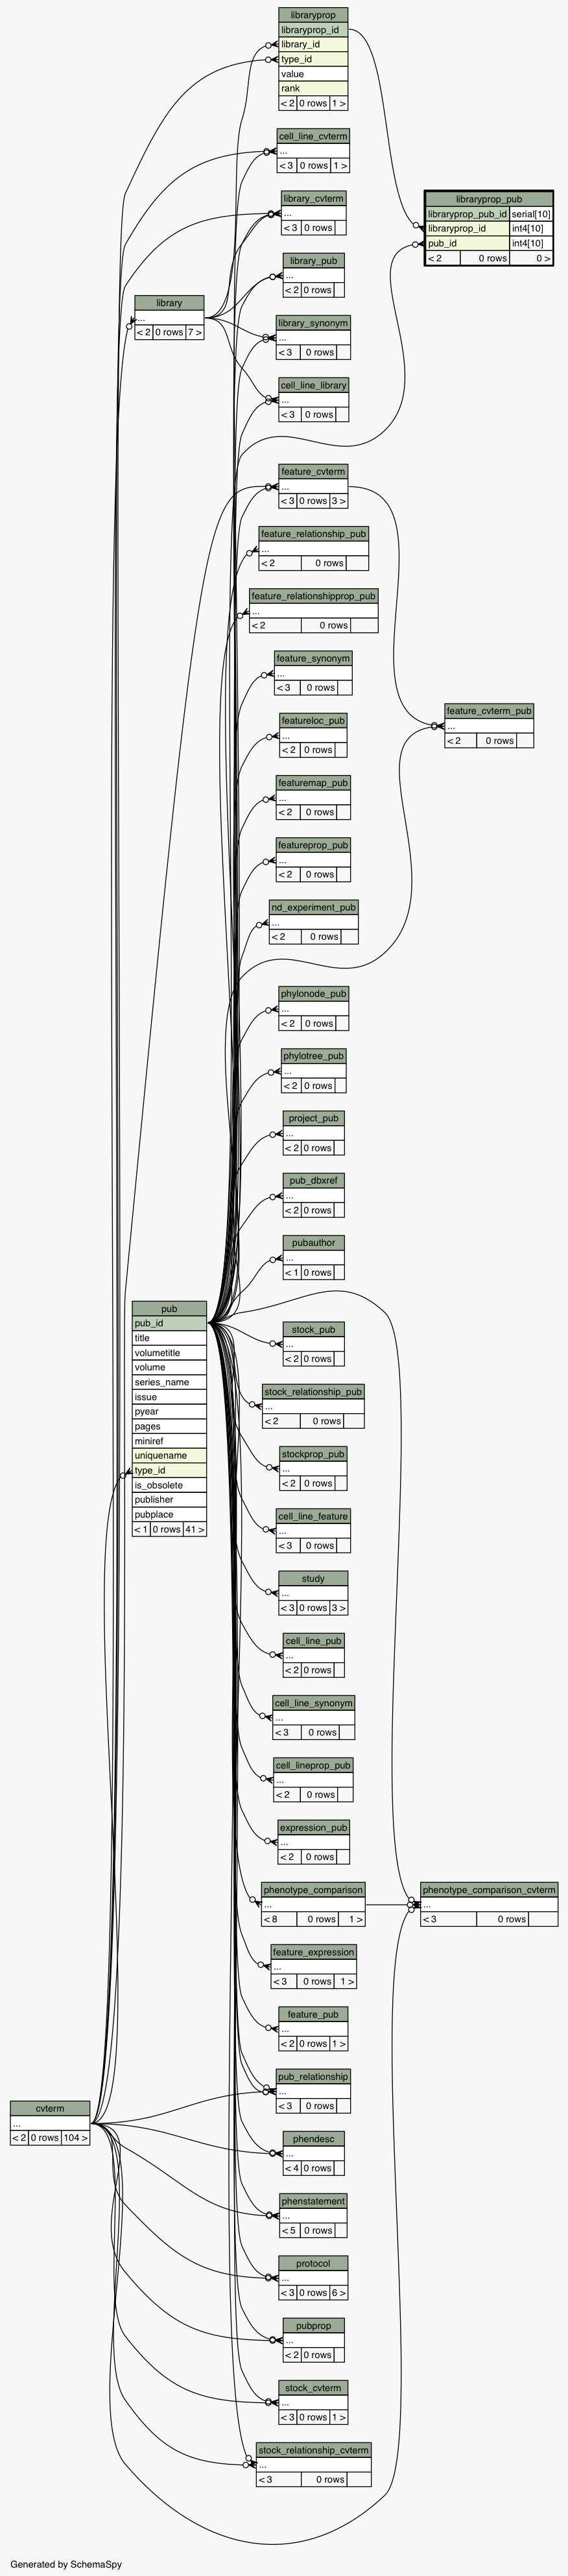 libraryprop
libraryprop_id
library_id
type_id
value
rank
< 2 0 rows 1 >
cell_line_cvterm
...
< 3 0 rows 1 >
library_cvterm
...
< 3 0 rows
libraryprop_pub
libraryprop_pub_id serial[10]
libraryprop_id int4[10]
pub_id int4[10]
< 2 0 rows 0 >
library_pub
...
< 2 0 rows
library
...
< 2 0 rows 7 >
library_synonym
...
< 3 0 rows
cell_line_library
...
< 3 0 rows
feature_cvterm
...
< 3 0 rows 3 >
feature_relationship_pub
...
< 2 0 rows
feature_relationshipprop_pub
...
< 2 0 rows
feature_synonym
...
< 3 0 rows
feature_cvterm_pub
...
< 2 0 rows
featureloc_pub
...
< 2 0 rows
featuremap_pub
...
< 2 0 rows
featureprop_pub
...
< 2 0 rows
nd_experiment_pub
...
< 2 0 rows
phylonode_pub
...
< 2 0 rows
phylotree_pub
...
< 2 0 rows
project_pub
...
< 2 0 rows
pub_dbxref
...
< 2 0 rows
pubauthor
...
< 1 0 rows
pub
pub_id
title
volumetitle
volume
series_name
issue
pyear
pages
miniref
uniquename
type_id
is_obsolete
publisher
pubplace
< 1 0 rows 41 >
stock_pub
...
< 2 0 rows
stock_relationship_pub
...
< 2 0 rows
stockprop_pub
...
< 2 0 rows
cell_line_feature
...
< 3 0 rows
study
...
< 3 0 rows 3 >
cell_line_pub
...
< 2 0 rows
cell_line_synonym
...
< 3 0 rows
cell_lineprop_pub
...
< 2 0 rows
expression_pub
...
< 2 0 rows
phenotype_comparison
...
< 8 0 rows 1 >
phenotype_comparison_cvterm
...
< 3 0 rows
feature_expression
...
< 3 0 rows 1 >
feature_pub
...
< 2 0 rows 1 >
pub_relationship
...
< 3 0 rows
cvterm
...
< 2 0 rows 104 >
phendesc
...
< 4 0 rows
phenstatement
...
< 5 0 rows
protocol
...
< 3 0 rows 6 >
pubprop
...
< 2 0 rows
stock_cvterm
...
< 3 0 rows 1 >
stock_relationship_cvterm
...
< 3 0 rows
Generated by SchemaSpy